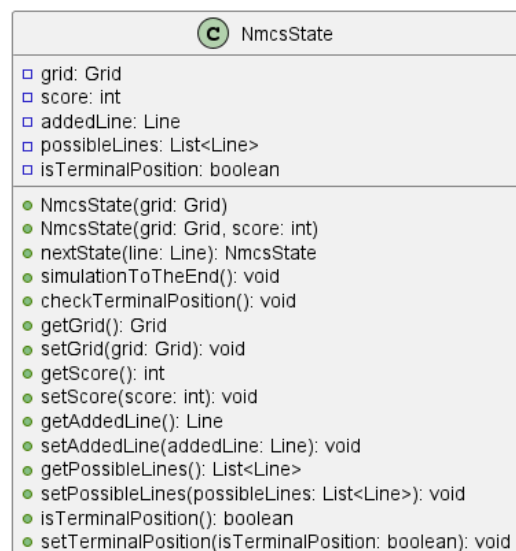 C NmcsState
grid: Grid
score: int
addedLine: Line
possibleLines: List<Line>
isTerminalPosition: boolean
NmcsState(grid: Grid)
NmcsState(grid: Grid, score: int)
nextState(line: Line): NmcsState
simulationToTheEnd(): void
checkTerminalPosition(): void
getGrid(): Grid
setGrid(grid: Grid): void
getScore(): int
setScore(score: int): void
getAddedLine(): Line
setAddedLine(addedLine: Line): void
getPossibleLines(): List<Line>
setPossibleLines(possibleLines: List<Line>): void
isTerminalPosition(): boolean
setTerminalPosition(isTerminalPosition: boolean): void